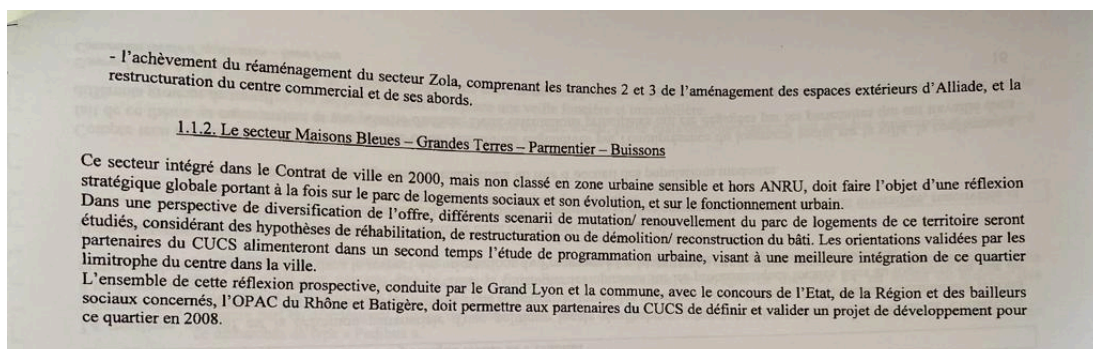 - l'achèvement du réaménagement du secteur Zola, comprenant les tranches 2 et 3 de l'aménagement des espaces extérieurs d'Alliade, et la
restructuration du centre commercial et de ses abords.
1.1.2. Le secteur Maisons Bleues – Grandes Terres – Parmentier – Buissons
Ce secteur intégré dans le Contrat de ville en 2000, mais non classé en zone urbaine sensible et hors ANRU, doit faire l'objet d'une réflexion
stratégique globale portant à la fois sur le parc de logements sociaux et son évolution, et sur le fonctionnement urbain.
Dans une perspective de diversification de l'offre, différents scenarii de mutation/ renouvellement du parc de logements de ce territoire seront
étudiés, considérant des hypothèses de réhabilitation, de restructuration ou de démolition/ reconstruction du bâti. Les orientations validées par les
partenaires du CUCS alimenteront dans un second temps l'étude de programmation urbaine, visant à une meilleure intégration de ce quartier
limitrophe du centre dans la ville.
L'ensemble de cette réflexion prospective, conduite par le Grand Lyon et la commune, avec le concours de l'Etat, de la Région et des bailleurs
sociaux concernés, l'OPAC du Rhône et Batigère, doit permettre aux partenaires du CUCS de définir et valider un projet de développement pour
ce quartier en 2008.